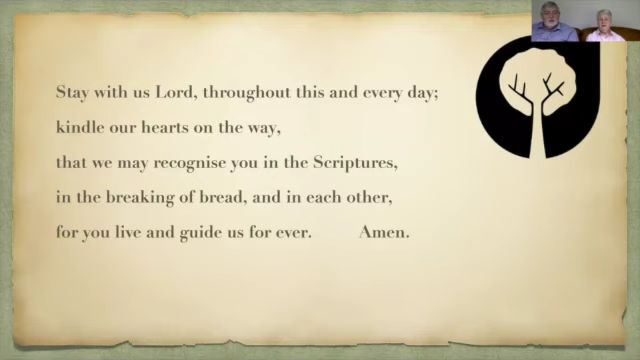 Stay with us Lord, throughout this and every day;
kindle our hearts on the way,
that we may recognise you in the Scriptures,
in the breaking of bread, and in each other,
for you live and guide us for ever. Amen.